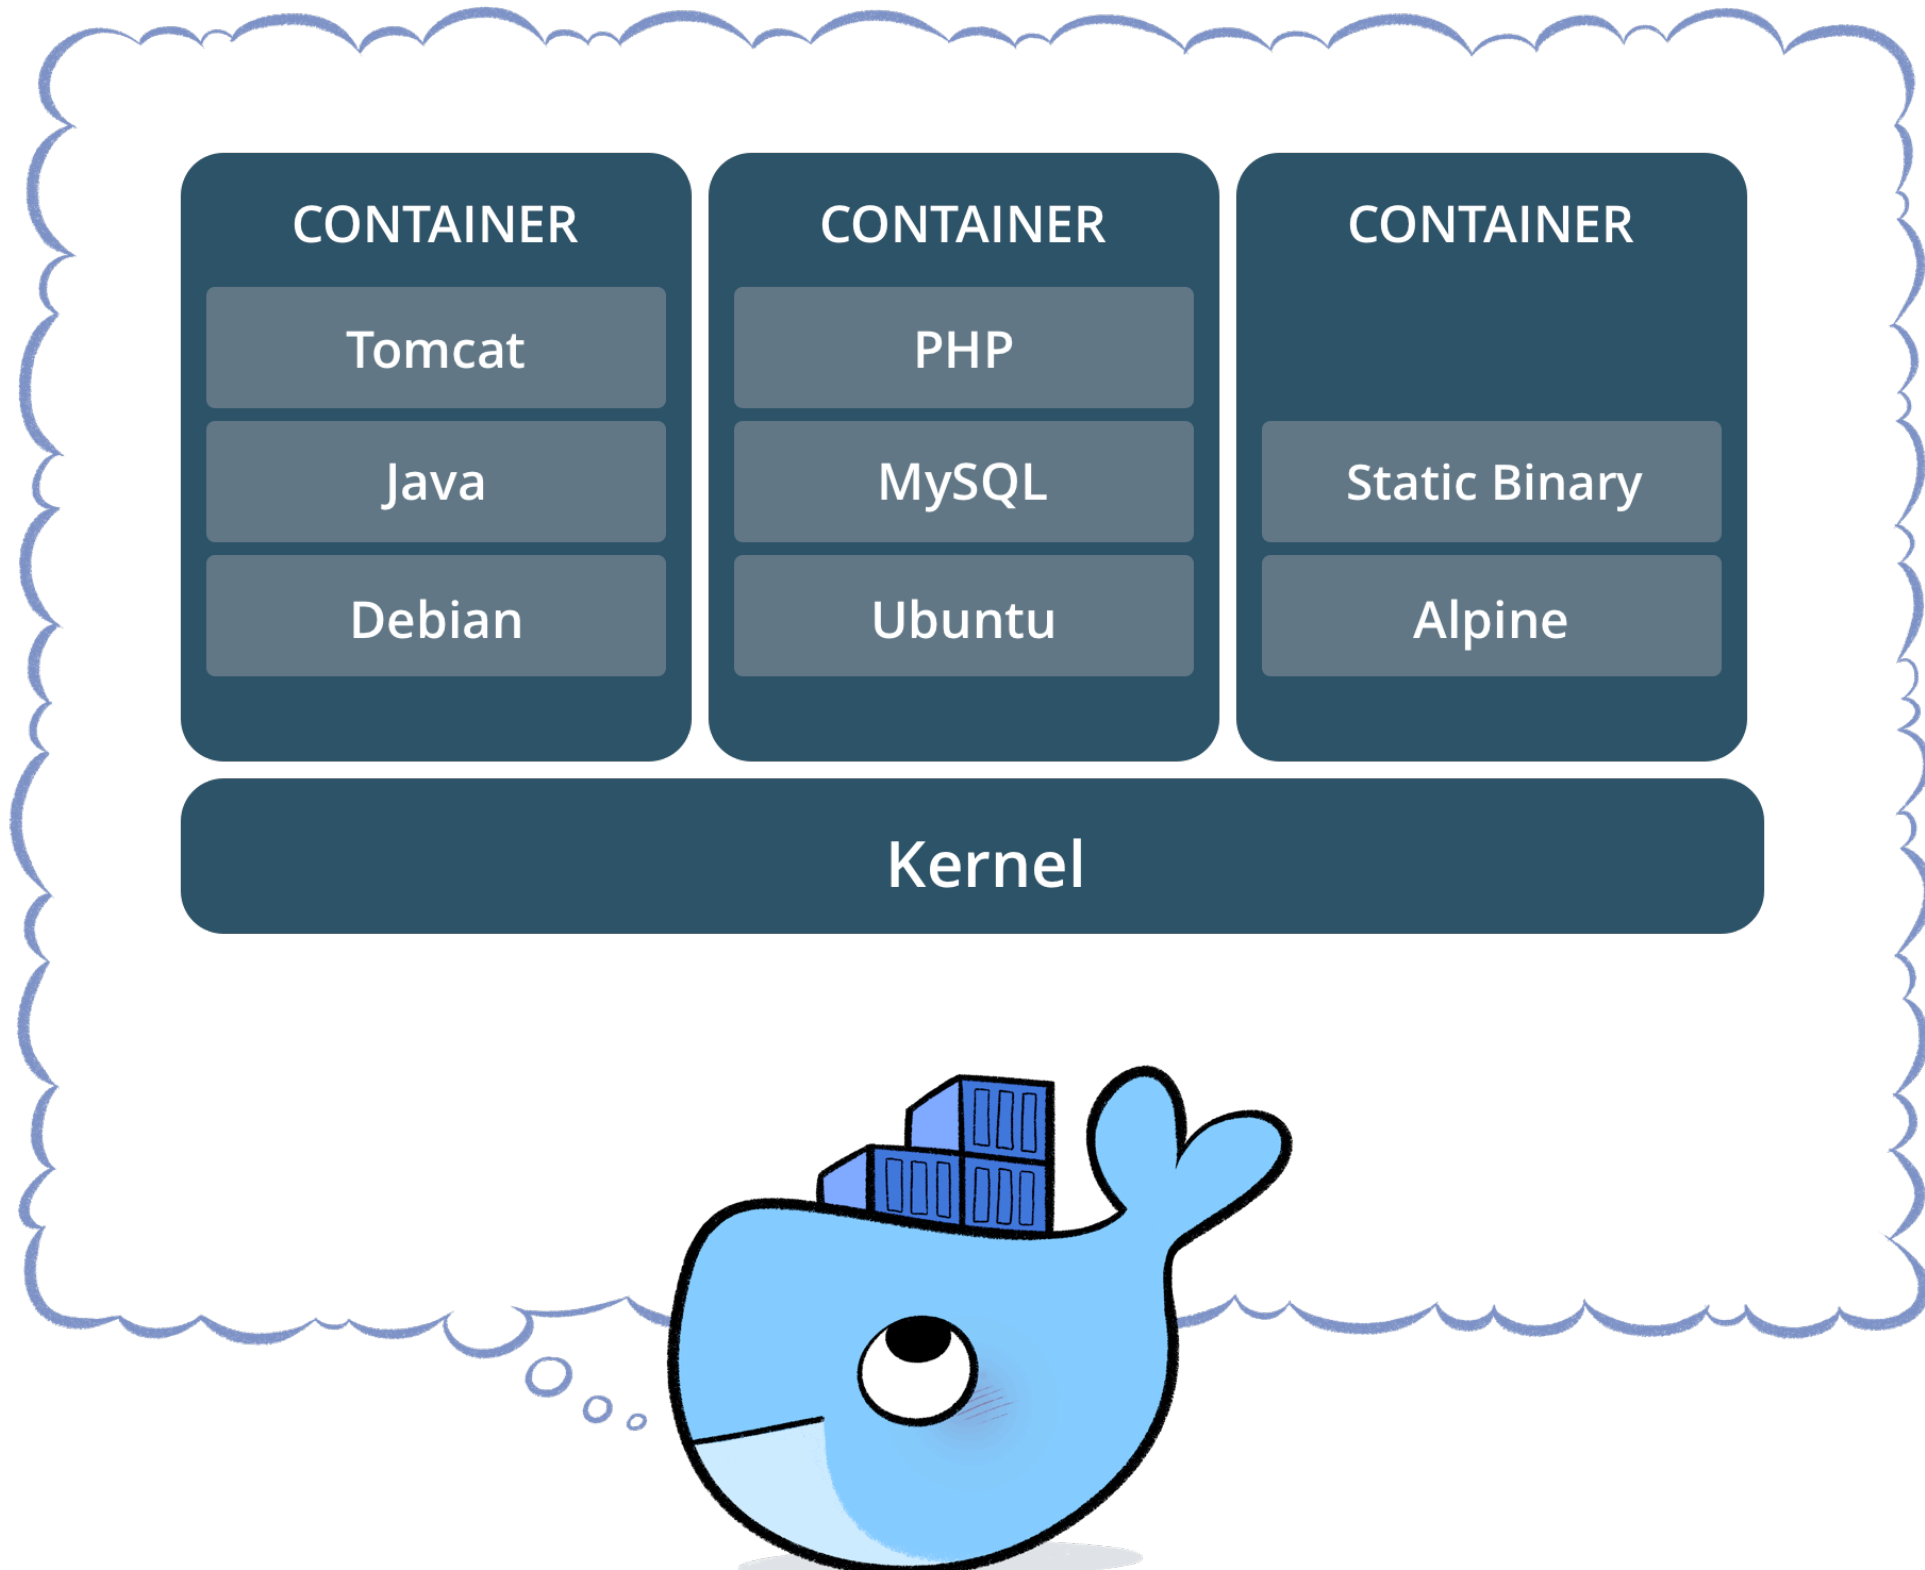 CONTAINER
Tomcat
Java
Debian
CONTAINER
PHP
MySQL
Ubuntu
CONTAINER
Static Binary
Alpine
Kernel